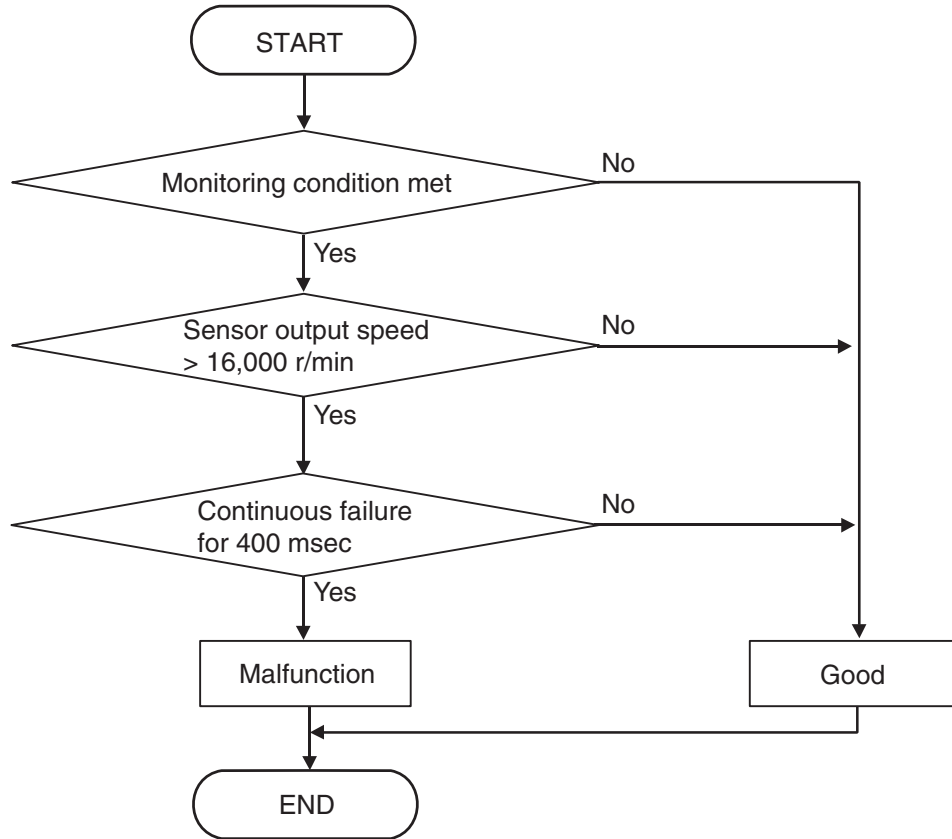 START
Monitoring condition met
No
Yes
Sensor output speed
> 16,000 r/min
No
Yes
Continuous failure
for 400 msec
No
Yes
Malfunction
Good
END